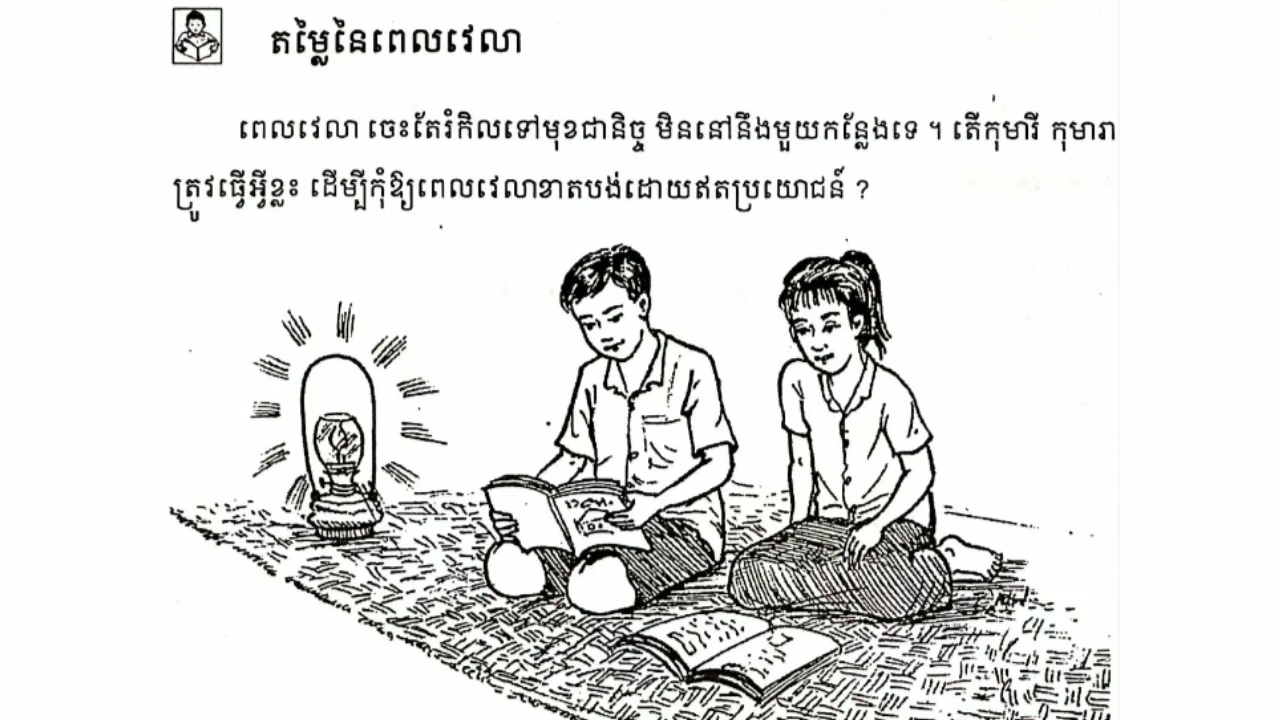 តម្លៃនៃពេលវេលា
ពេលវេលា ចេះតែរំកិលទៅមុខជានិច្ច មិននៅនឹងមួយកន្លែងទេ ។ តើកុមារី កុមារា
ត្រូវធ្វើអ្វីខ្លះ ដើម្បីកុំឱ្យពេលវេលាខាតបង់ដោយឥតប្រយោជន៍ ?